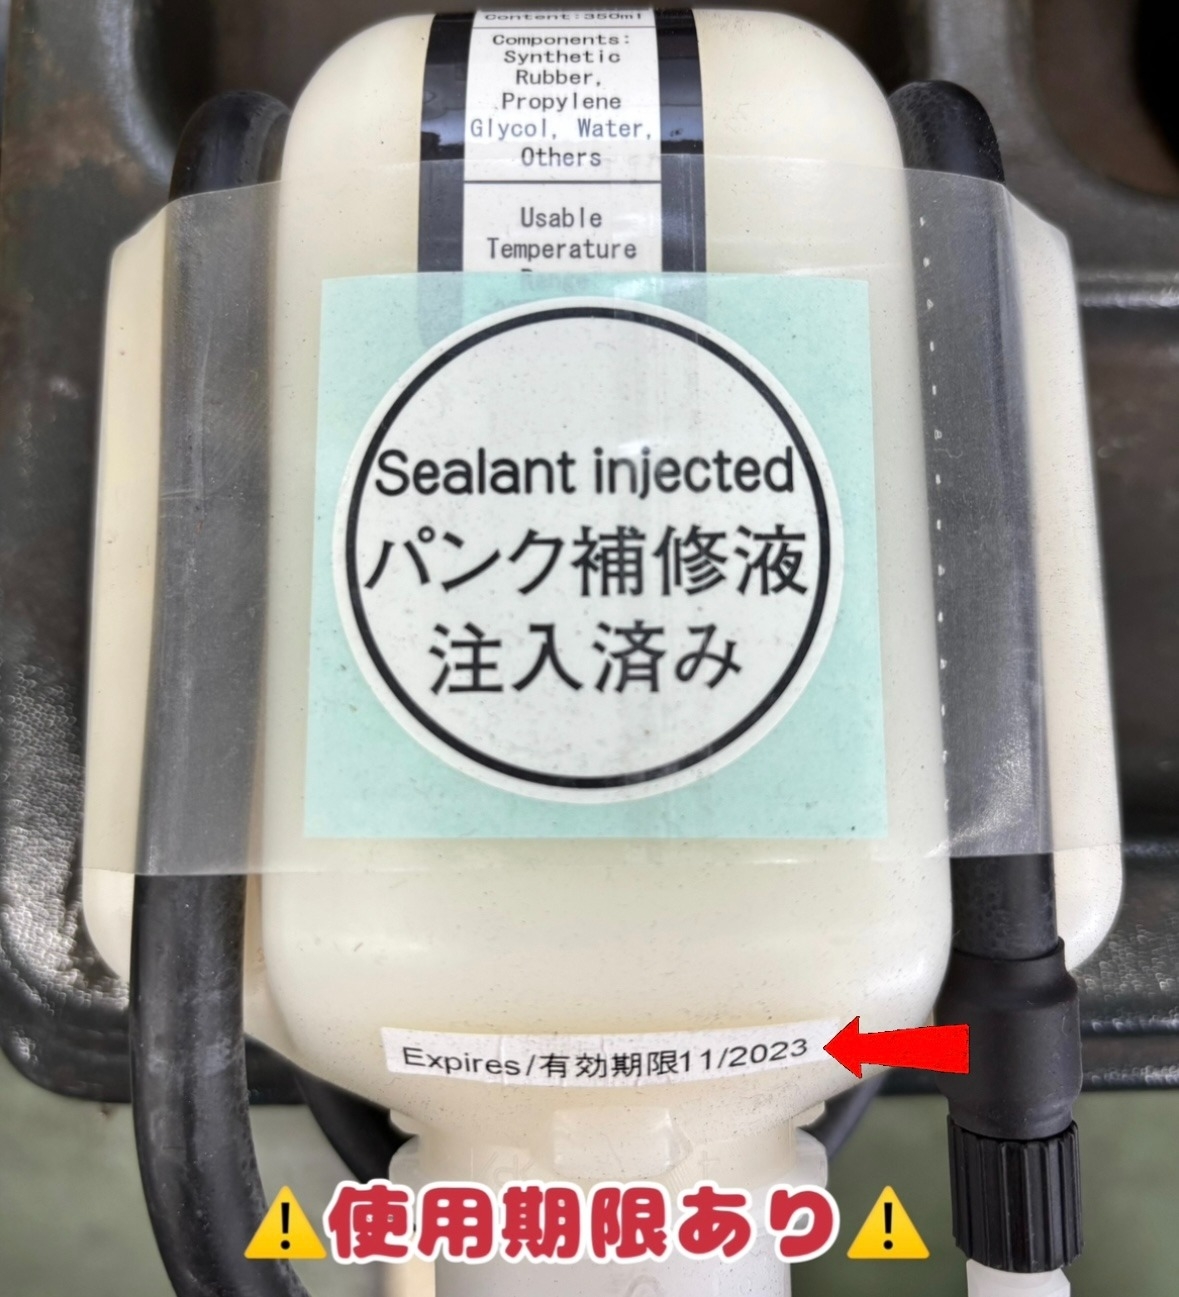 Content:350ml
Components:
Synthetic
Rubber,
Propylene
Glycol, Water,
Others
Usable
Temperature
Range
Sealant injected
パンク補修液
注入済み
Expires/有効期限11/2023
⚠️使用期限あり⚠️